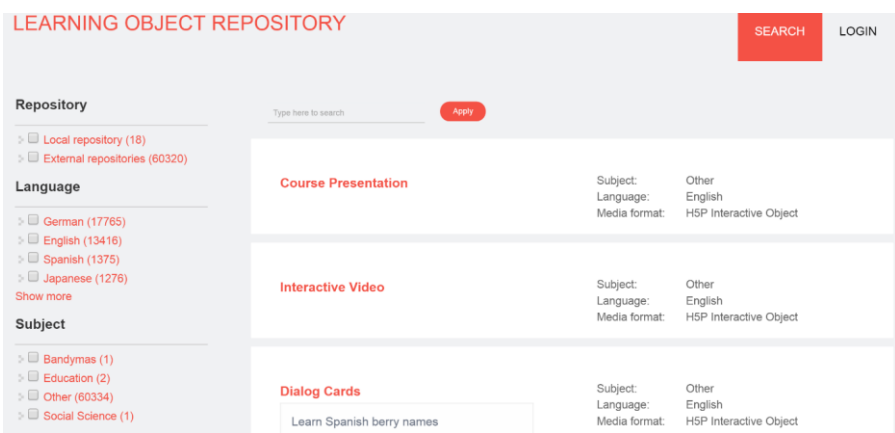 LEARNING OBJECT REPOSITORY
SEARCH LOGIN
Repository
Local repository (18)
External repositories (60320)
Language
German (17765)
English (13416)
Spanish (1375)
Japanese (1276)
Show more
Subject
Bandymas (1)
Education (2)
Other (60334)
Social Science (1)
Type here to search Apply
Course Presentation
Subject: Other
Language: English
Media format: H5P Interactive Object
Interactive Video
Subject: Other
Language: English
Media format: H5P Interactive Object
Dialog Cards
Learn Spanish berry names
Subject: Other
Language: English
Media format: H5P Interactive Object